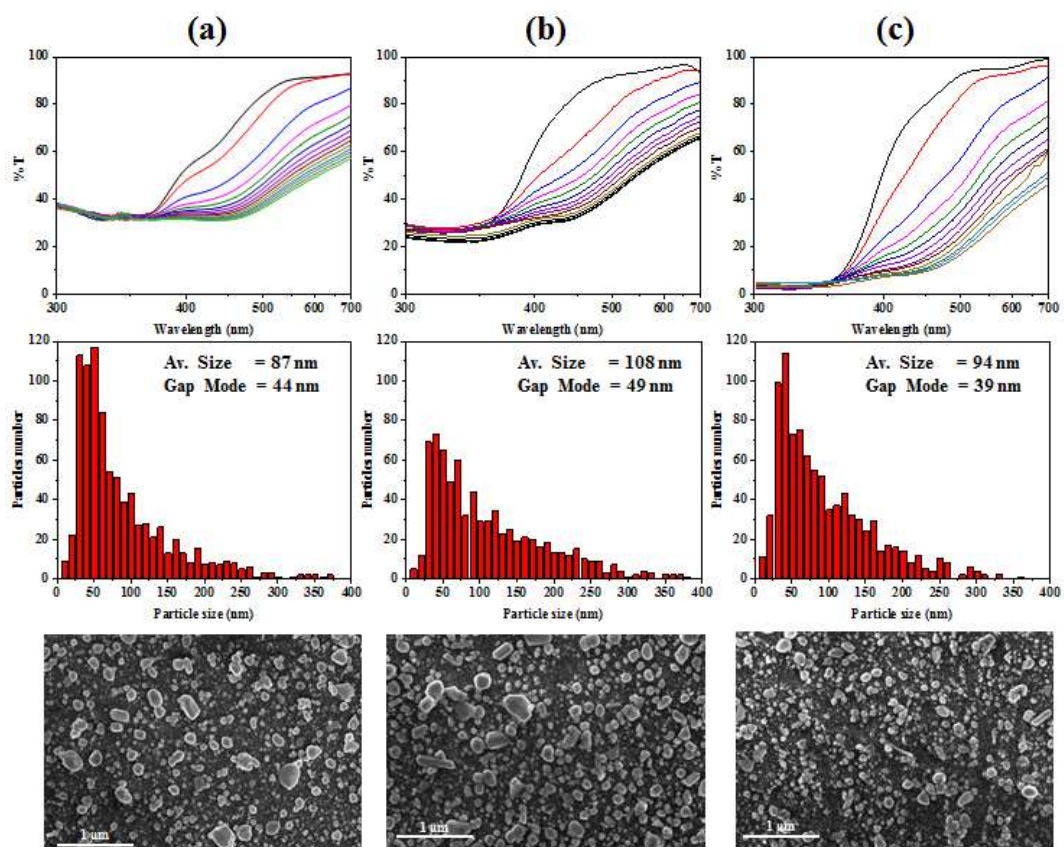 (a)
(b)
(c)
100
80
60
40
20
0
% T
300
400
500
600
700
Wavelength (nm)
100
80
60
40
20
0
% T
300
400
500
600
700
Wavelength (nm)
100
80
60
40
20
0
% T
300
400
500
600
700
Wavelength (nm)
120
100
80
60
40
20
0
Particles number
Av. Size = 87 nm
Gap Mode = 44 nm
0 50 100 150 200 250 300 350 400
Particle size (nm)
120
100
80
60
40
20
0
Particles number
Av. Size = 108 nm
Gap Mode = 49 nm
0 50 100 150 200 250 300 350 400
Particle size (nm)
120
100
80
60
40
20
0
Particles number
Av. Size = 94 nm
Gap Mode = 39 nm
0 50 100 150 200 250 300 350 400
Particle size (nm)
1 µm
1 µm
1 µm